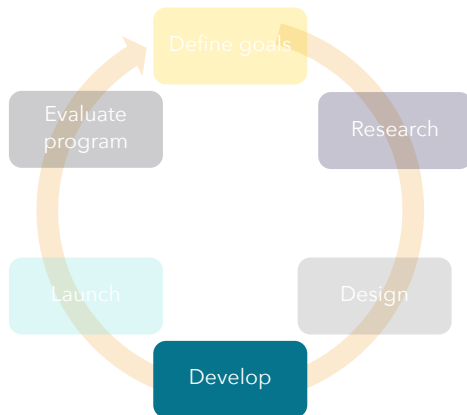 Define goals
Research
Design
Develop
Launch
Evaluate
program